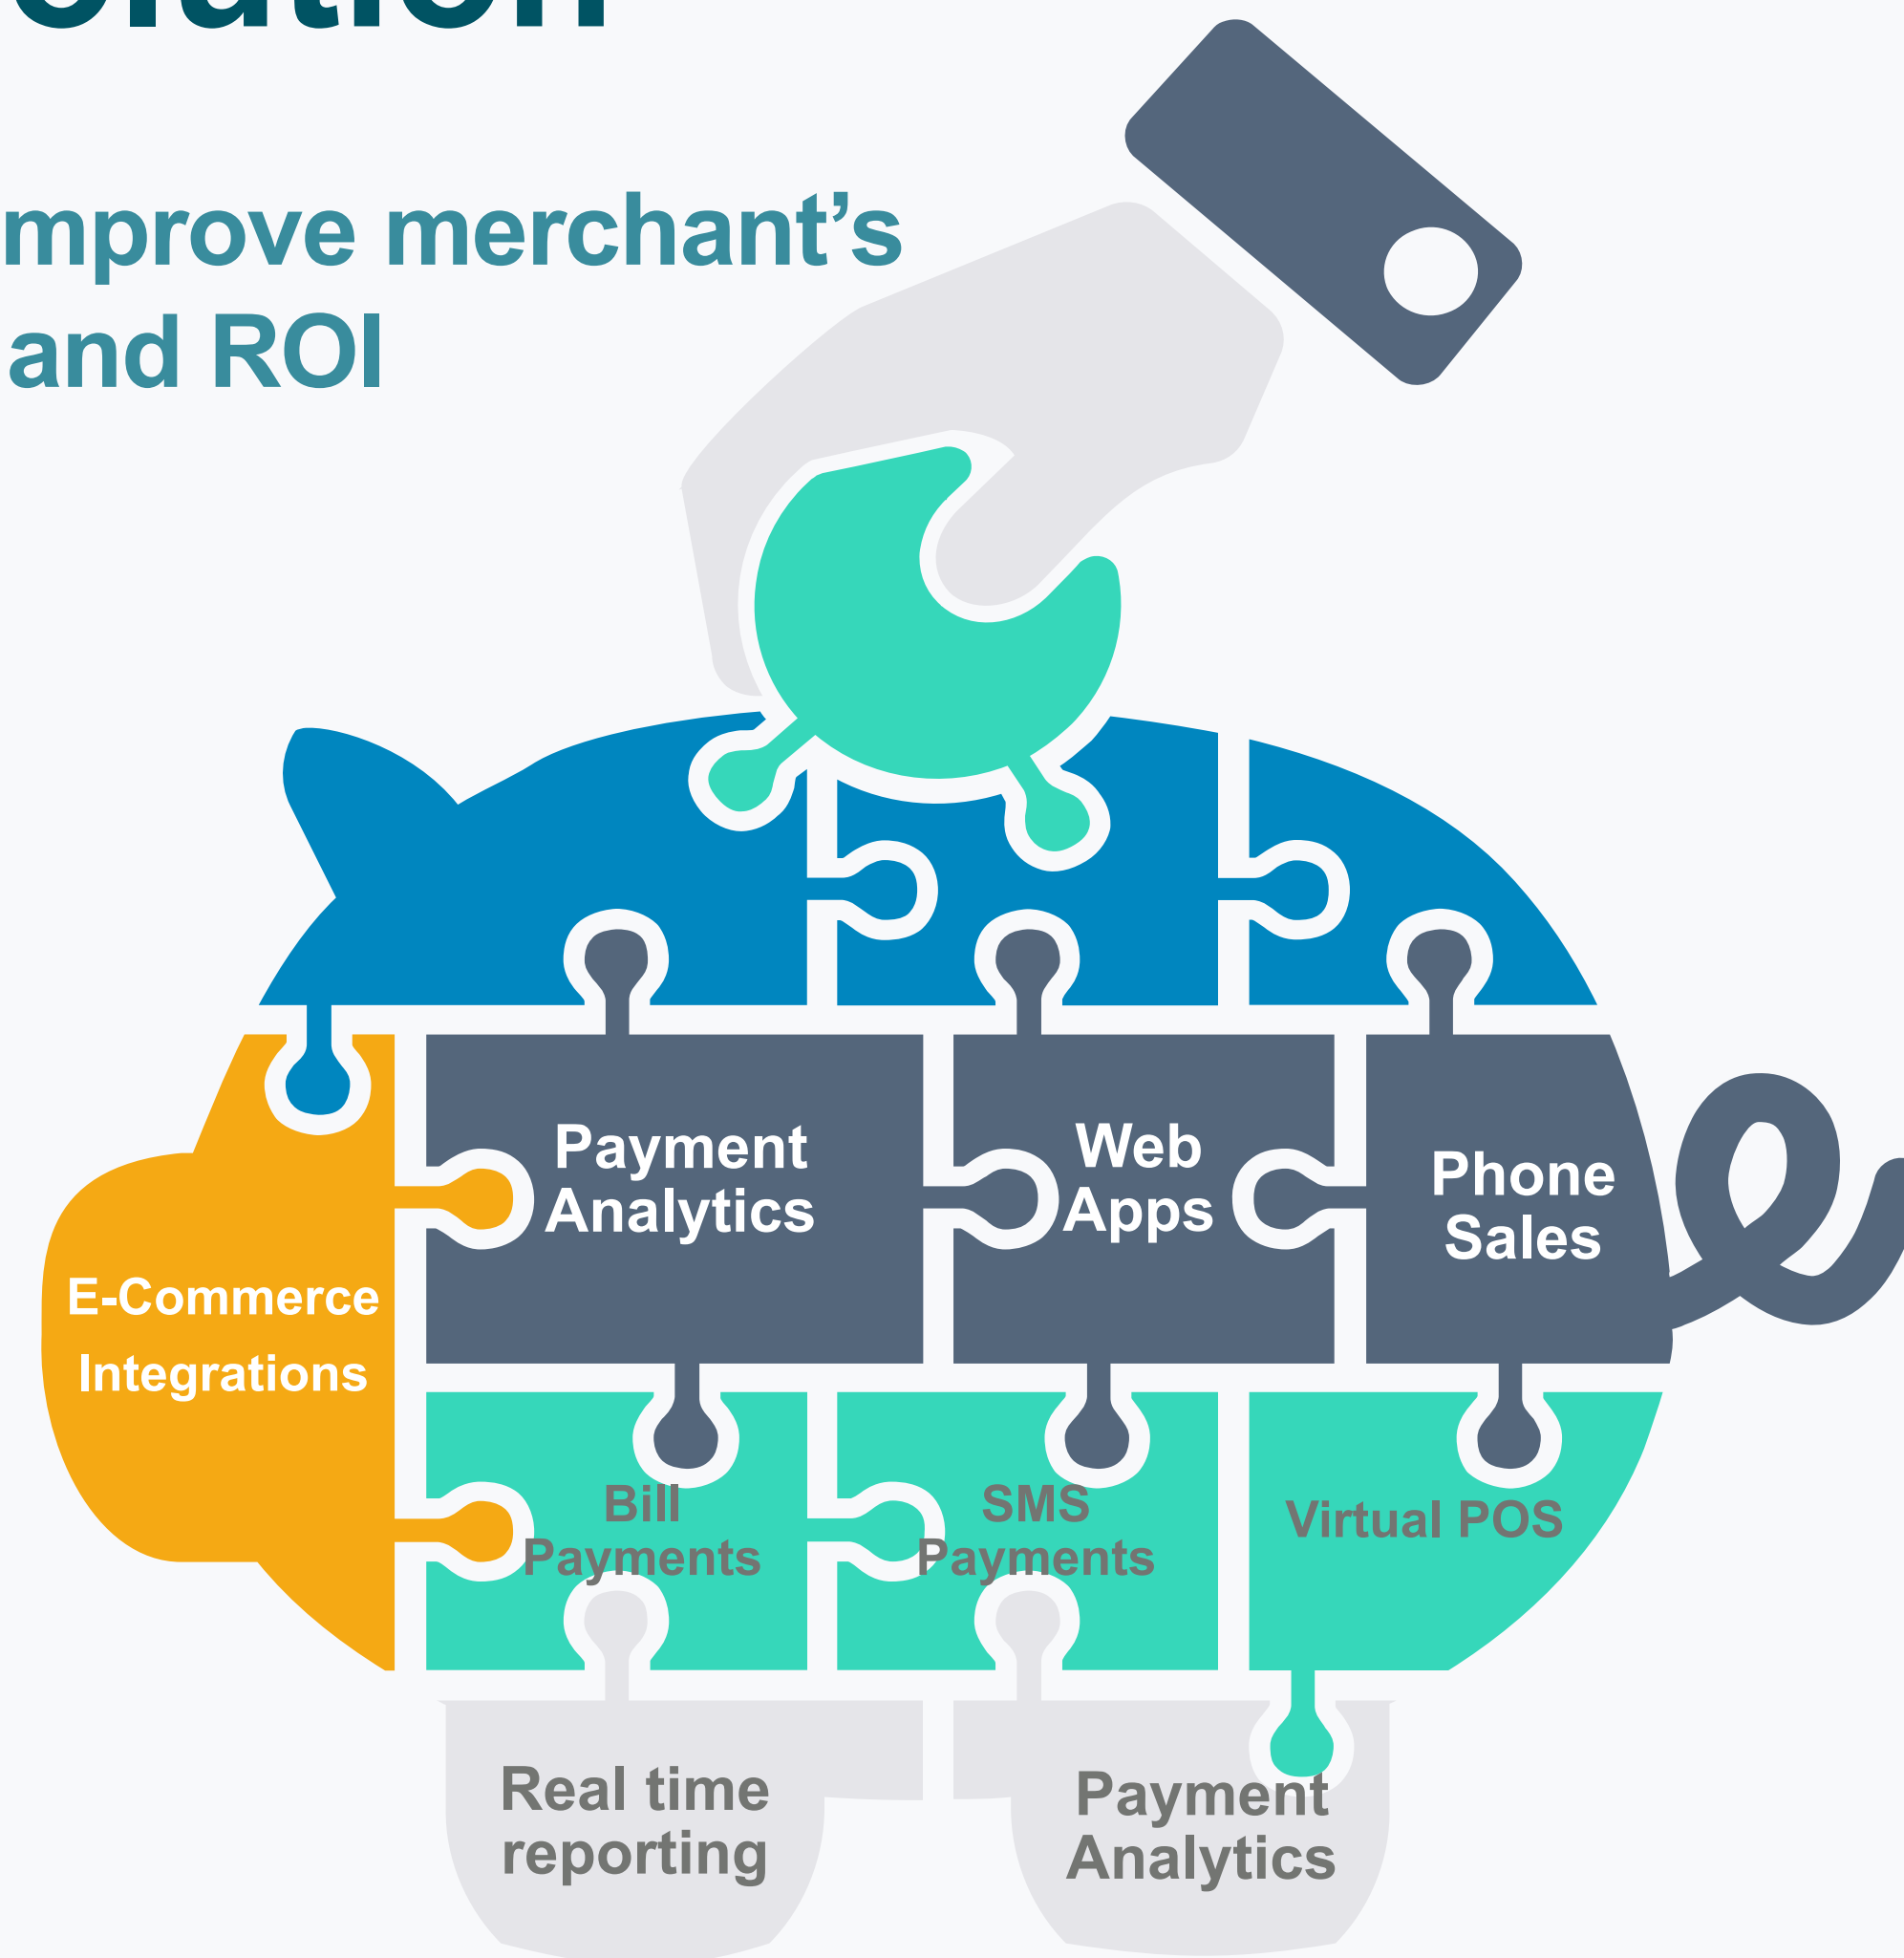 mprove merchant’s
and ROI
Payment
Analytics
Web
Apps
Phone
Sales
E-Commerce
Integrations
Bill
Payments
SMS
Payments
Virtual POS
Real time
reporting
Payment
Analytics